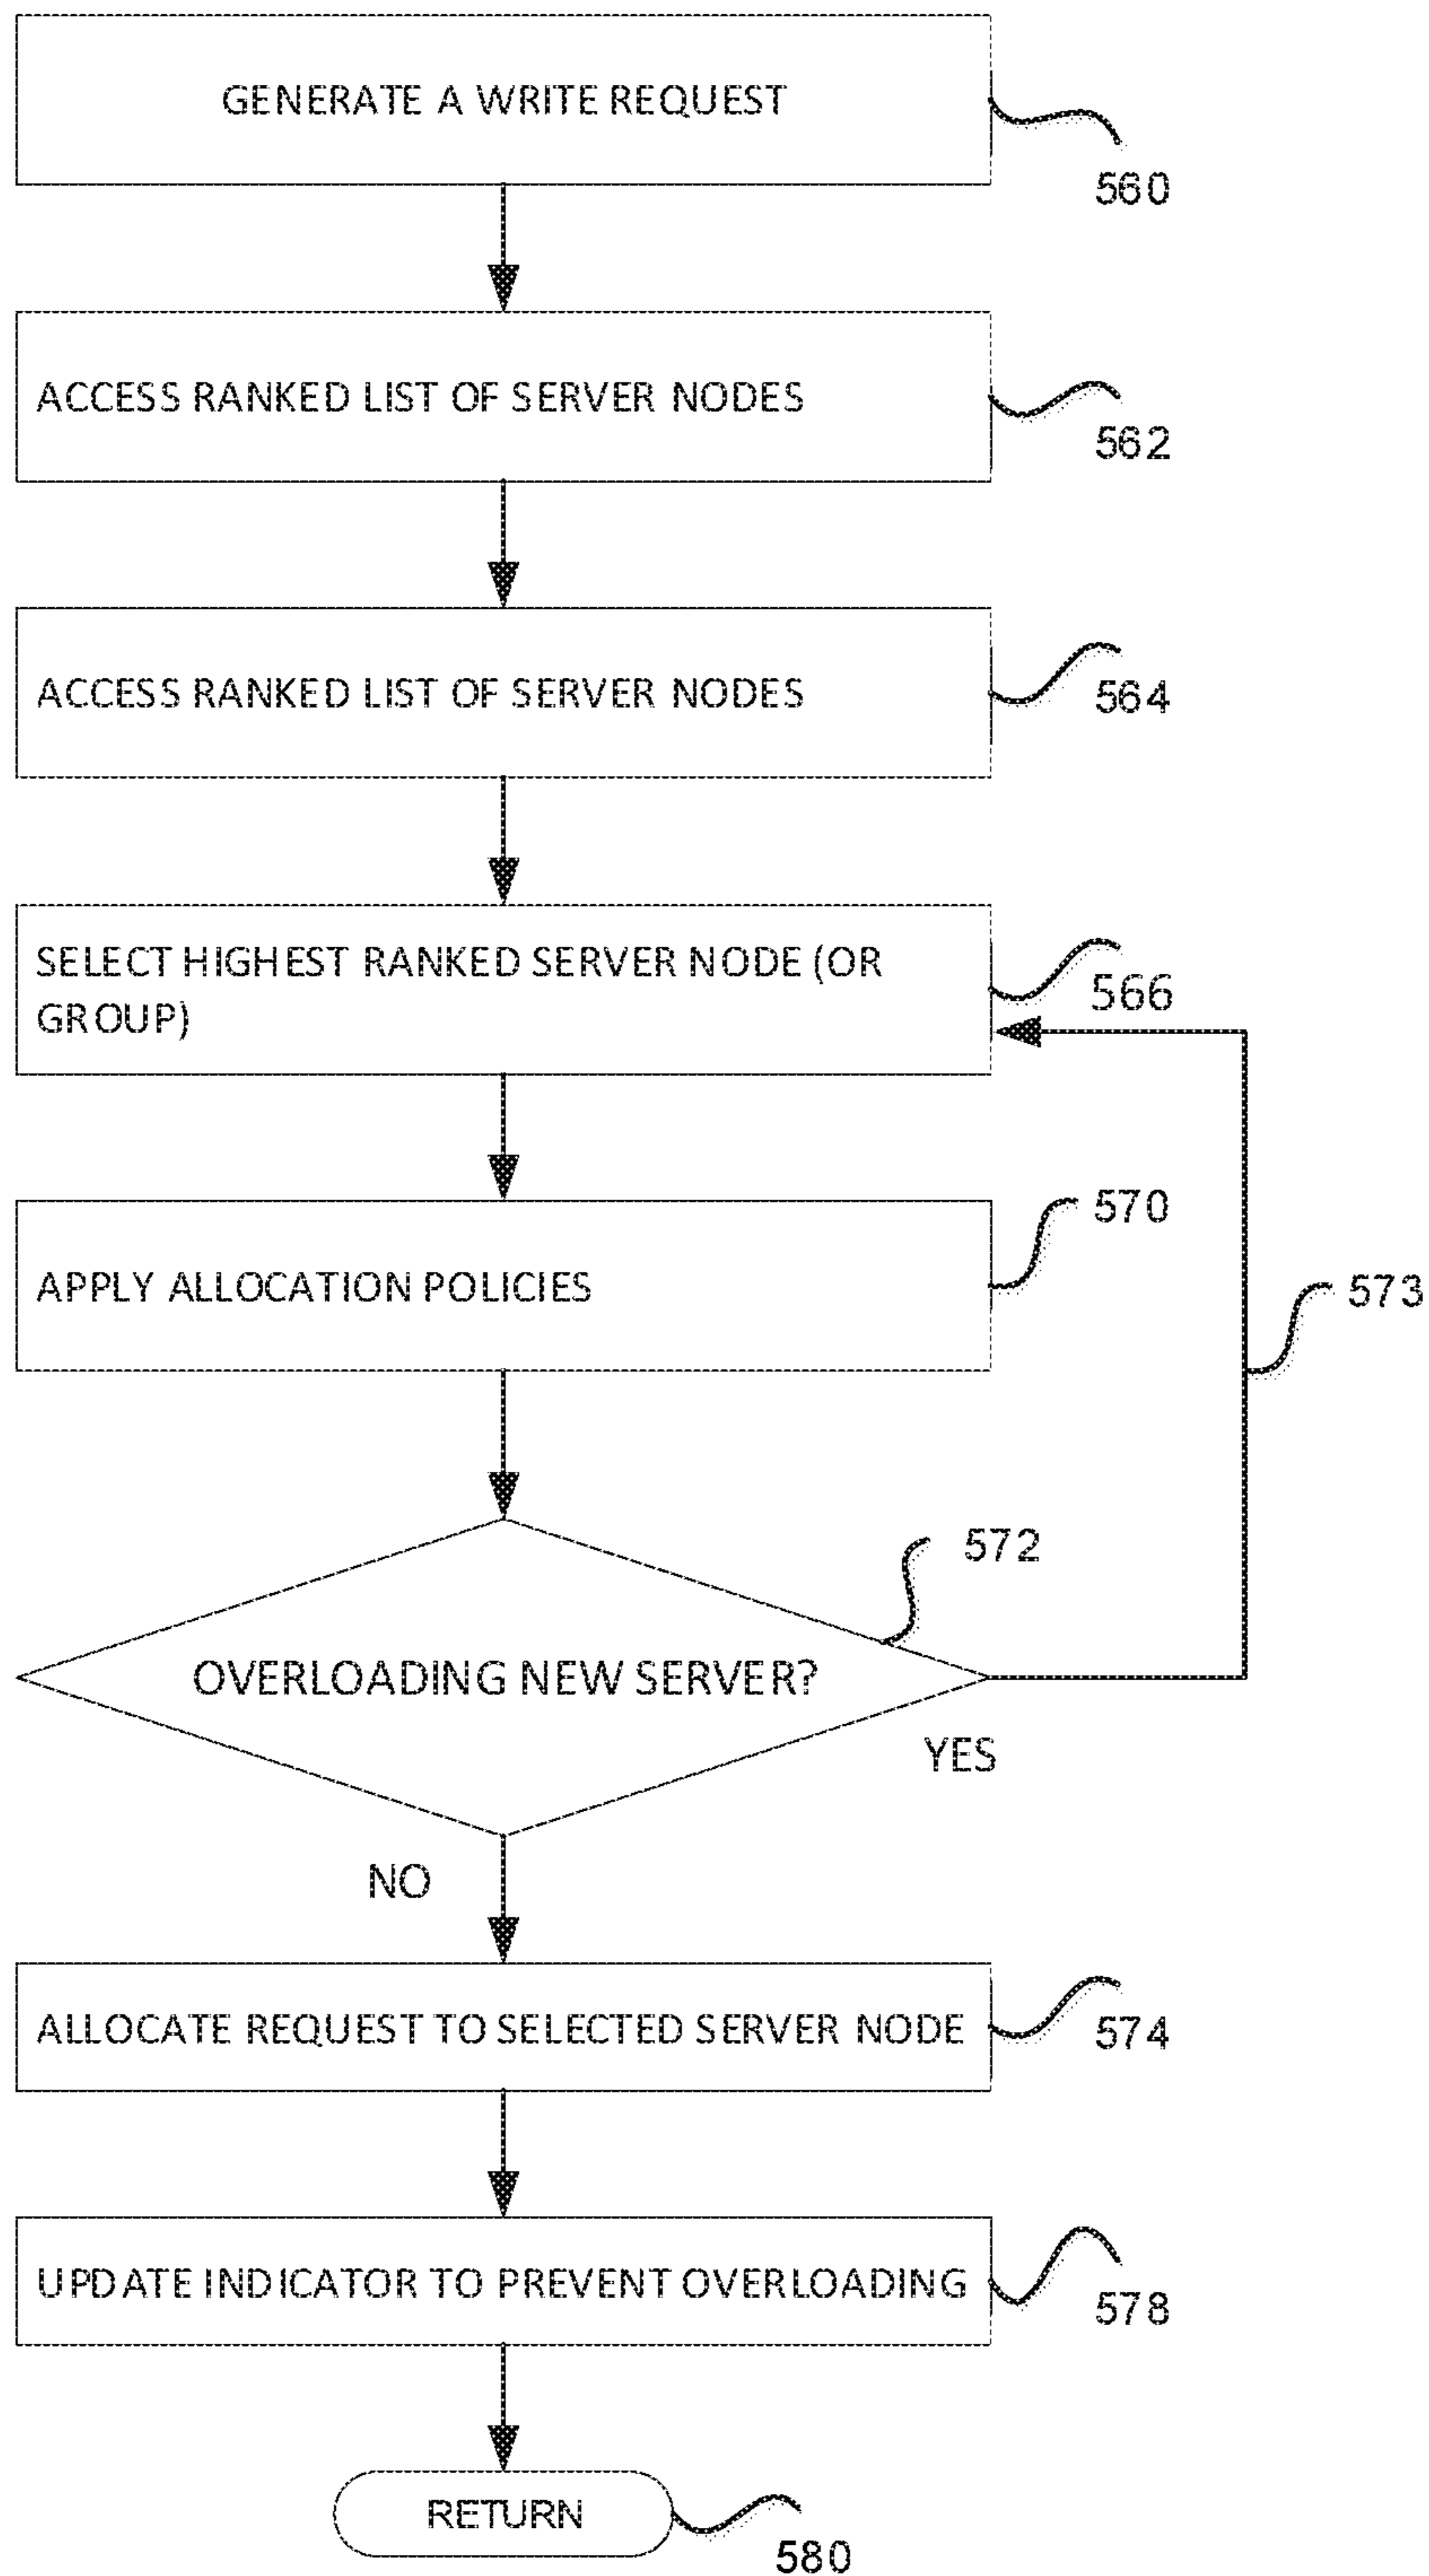 GENERATE A WRITE REQUEST
560
ACCESS RANKED LIST OF SERVER NODES
562
ACCESS RANKED LIST OF SERVER NODES
564
SELECT HIGHEST RANKED SERVER NODE (OR
GROUP)
566
APPLY ALLOCATION POLICIES
570
573
572
OVERLOADING NEW SERVER?
YES
NO
ALLOCATE REQUEST TO SELECTED SERVER NODE
574
UPDATE INDICATOR TO PREVENT OVERLOADING
578
RETURN
580